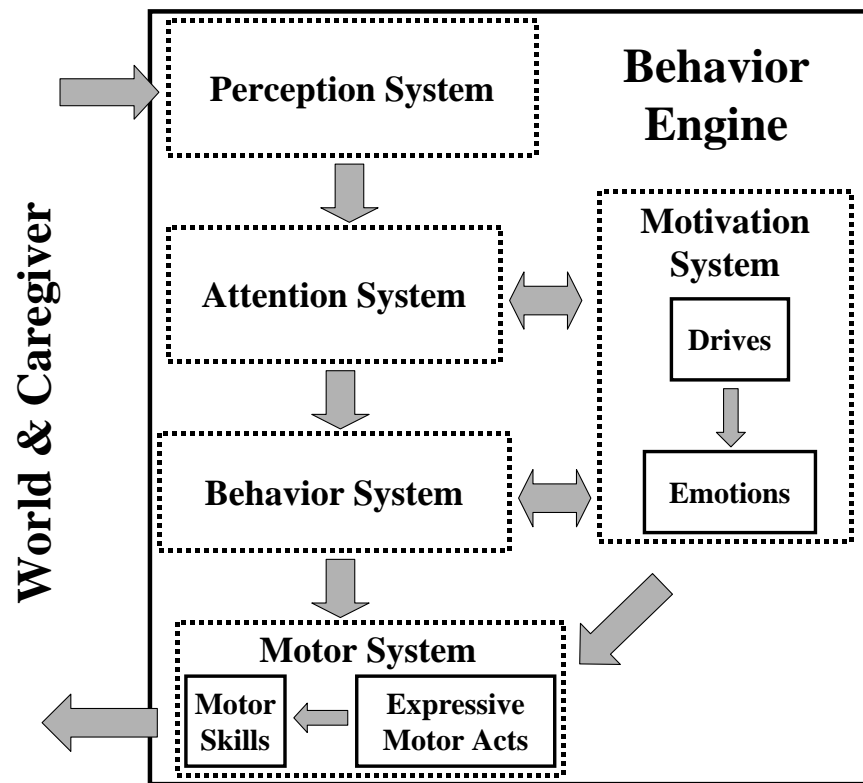 Behavior
Engine
Perception System
World & Caregiver
Motivation
System
Attention System
Drives
Behavior System
Emotions
Motor System
Motor
Skills
Expressive
Motor Acts